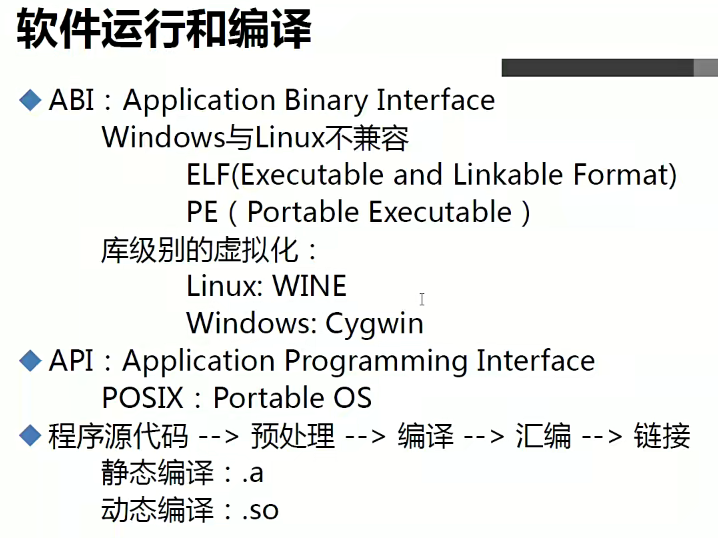 软件运行和编译
ABI：Application Binary Interface
Windows与Linux不兼容
ELF(Executable and Linkable Format)
PE（Portable Executable）
库级别的虚拟化：
Linux: WINE
Windows: Cygwin
API：Application Programming Interface
POSIX：Portable OS
程序源代码 --> 预处理 --> 编译 --> 汇编 --> 链接
静态编译：.a
动态编译：.so